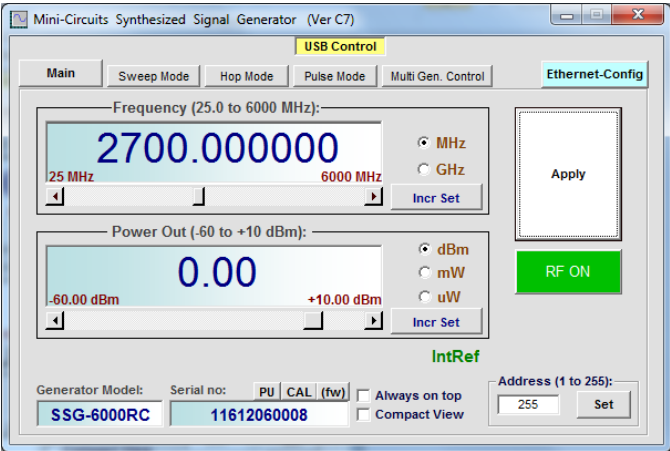 Mini-Circuits Synthesized Signal Generator (Ver C7)
USB Control
Main Sweep Mode Hop Mode Pulse Mode Multi Gen. Control Ethernet-Config
Frequency (25.0 to 6000 MHz):
2700.000000
25 MHz 6000 MHz
MHz
GHz
Incr Set
Apply
Power Out (-60 to +10 dBm):
0.00
-60.00 dBm +10.00 dBm
dBm
mW
uW
Incr Set
RF ON
IntRef
Generator Model: Serial no: PU CAL (fw)
SSG-6000RC 11612060008
Always on top
Compact View
Address (1 to 255):
255 Set